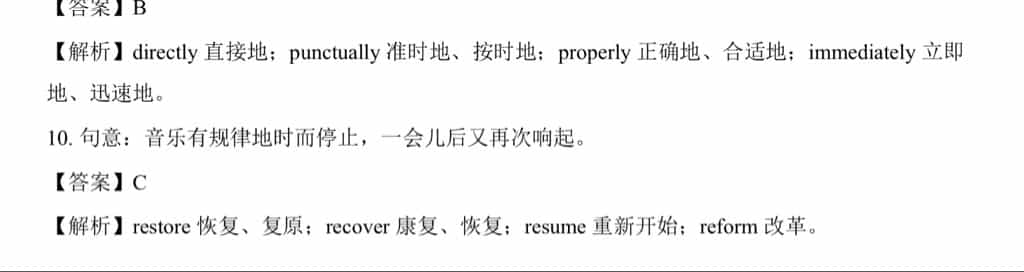 【答案】B
【解析】directly 直接地；punctually 准时地、按时地；properly 正确地、合适地；immediately 立即
地、迅速地。
10. 句意：音乐有规律地时而停止，一会儿后又再次响起。
【答案】C
【解析】restore 恢复、复原；recover 康复、恢复；resume 重新开始；reform 改革。